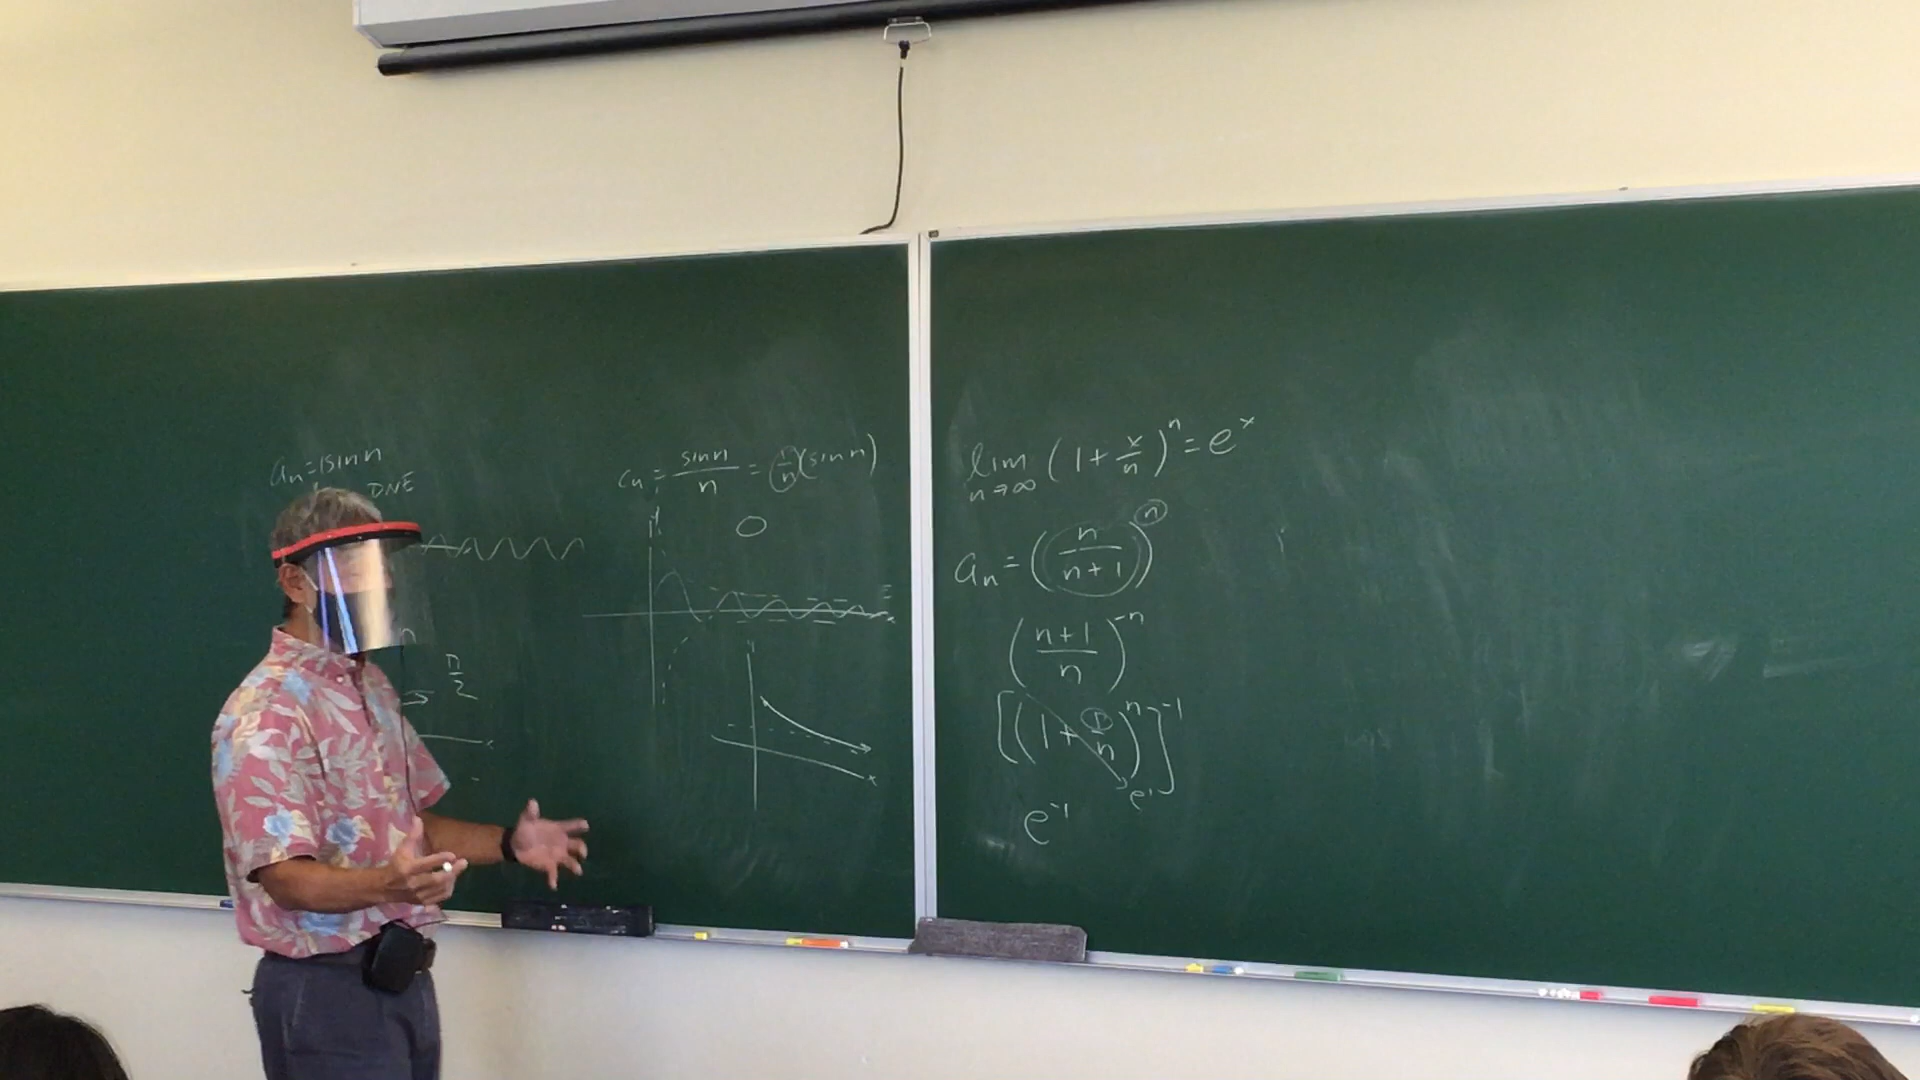 aₙ = sin n
DNE
n
π/2
x
cₙ = sin n / n = (1/n)(sin n)
y
0
x
y
x
lim n→∞ (1 + x/n)ⁿ = eˣ
aₙ = (n / n+1)ⁿ
(n+1 / n)⁻ⁿ
[(1 + 1/n)ⁿ]⁻¹
e¹
e⁻¹